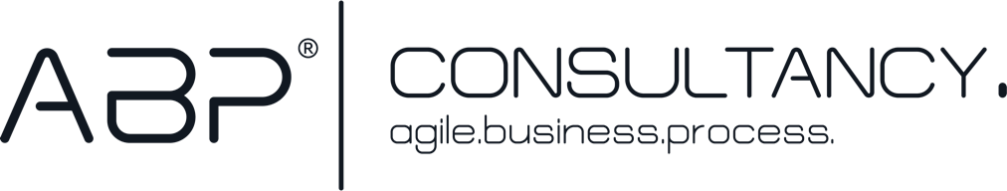 ABP®
CONSULTANCY.
agile.business.process.